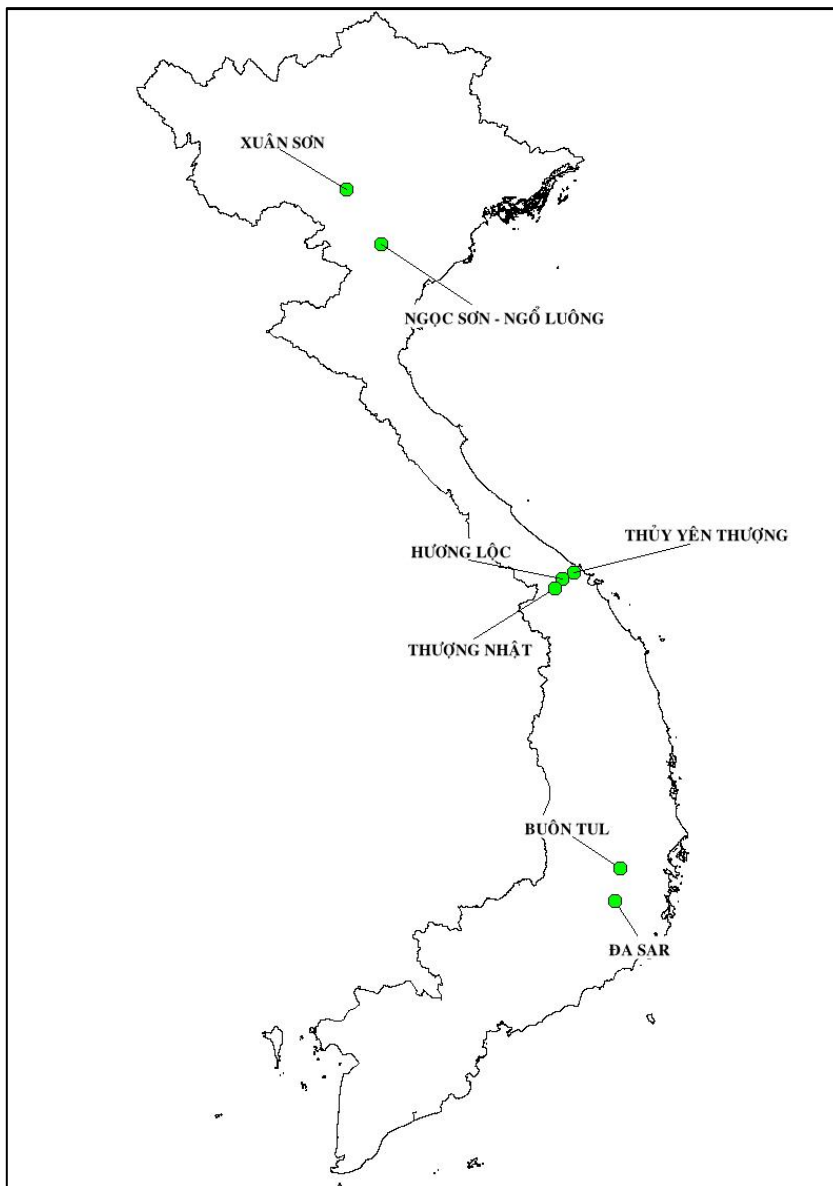 XUÂN SƠN
NGỌC SƠN - NGỔ LUÔNG
THỦY YÊN THƯỢNG
HƯƠNG LỘC
THƯỢNG NHẬT
BUÔN TUL
ĐA SAR